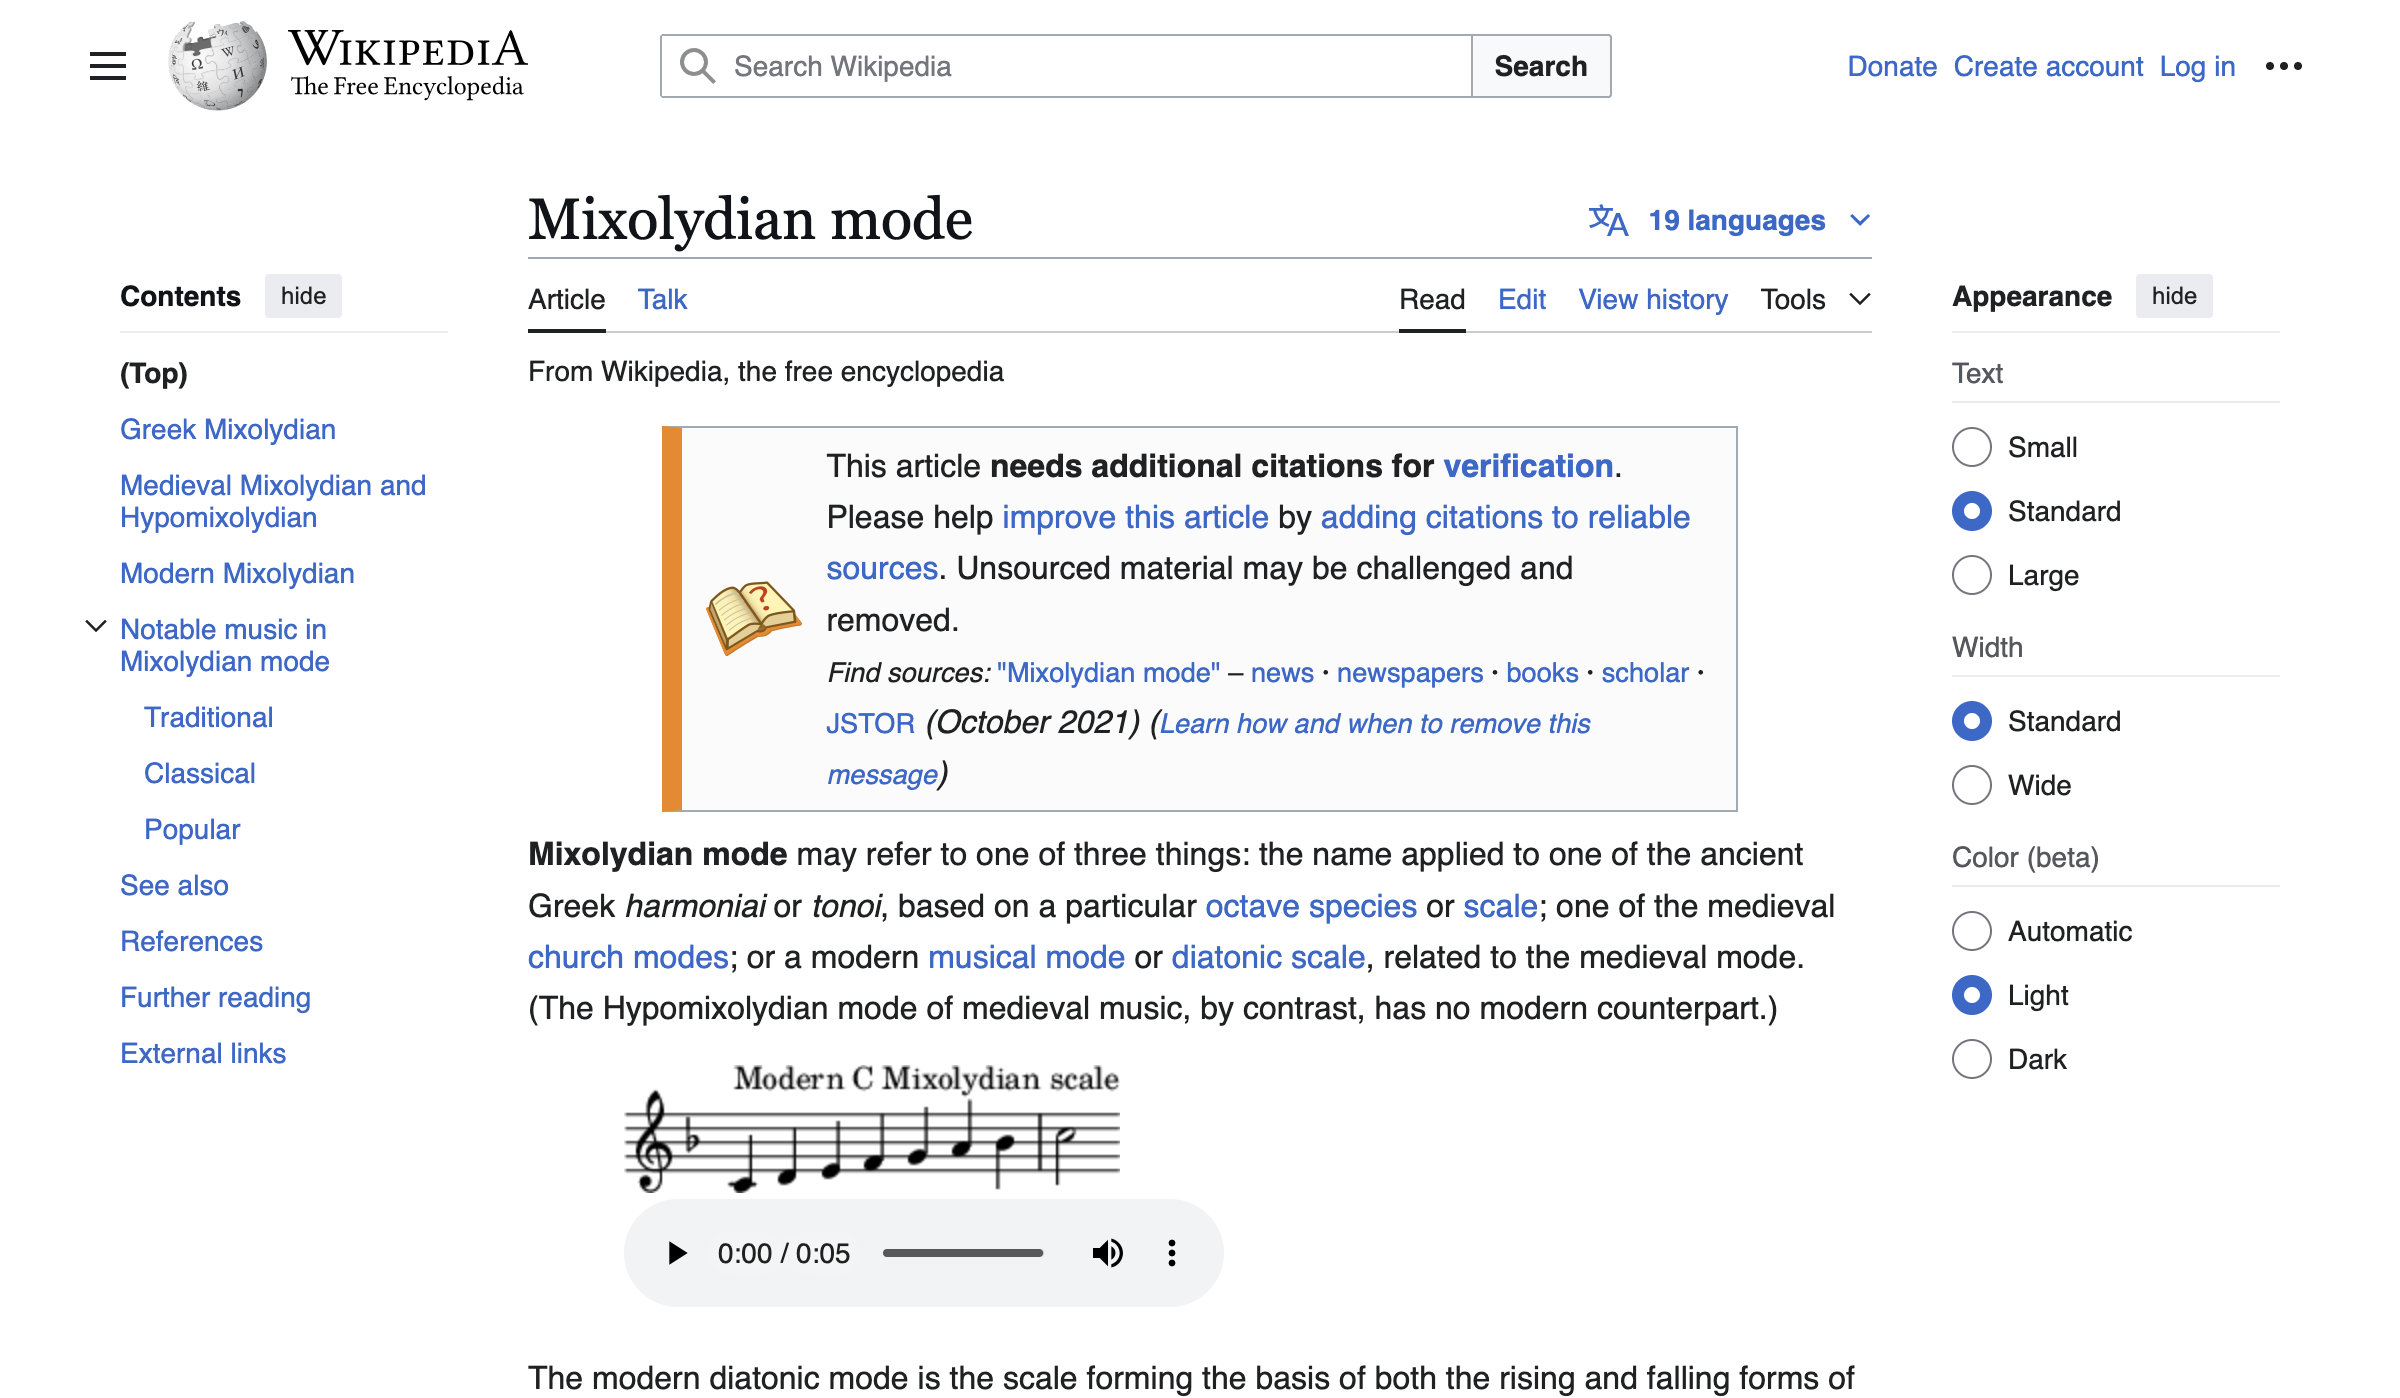 WIKIPEDIA
The Free Encyclopedia
Search Wikipedia
Search
Donate Create account Log in
Mixolydian mode
19 languages
Contents hide
(Top)
Greek Mixolydian
Medieval Mixolydian and
Hypomixolydian
Modern Mixolydian
Notable music in
Mixolydian mode
Traditional
Classical
Popular
See also
References
Further reading
External links
Article Talk
Read Edit View history Tools
From Wikipedia, the free encyclopedia
This article needs additional citations for verification.
Please help improve this article by adding citations to reliable
sources. Unsourced material may be challenged and
removed.
Find sources: "Mixolydian mode" – news · newspapers · books · scholar ·
JSTOR (October 2021) (Learn how and when to remove this
message)
Mixolydian mode may refer to one of three things: the name applied to one of the ancient
Greek harmoniai or tonoi, based on a particular octave species or scale; one of the medieval
church modes; or a modern musical mode or diatonic scale, related to the medieval mode.
(The Hypomixolydian mode of medieval music, by contrast, has no modern counterpart.)
Modern C Mixolydian scale
0:00 / 0:05
The modern diatonic mode is the scale forming the basis of both the rising and falling forms of
Appearance hide
Text
Small
Standard
Large
Width
Standard
Wide
Color (beta)
Automatic
Light
Dark